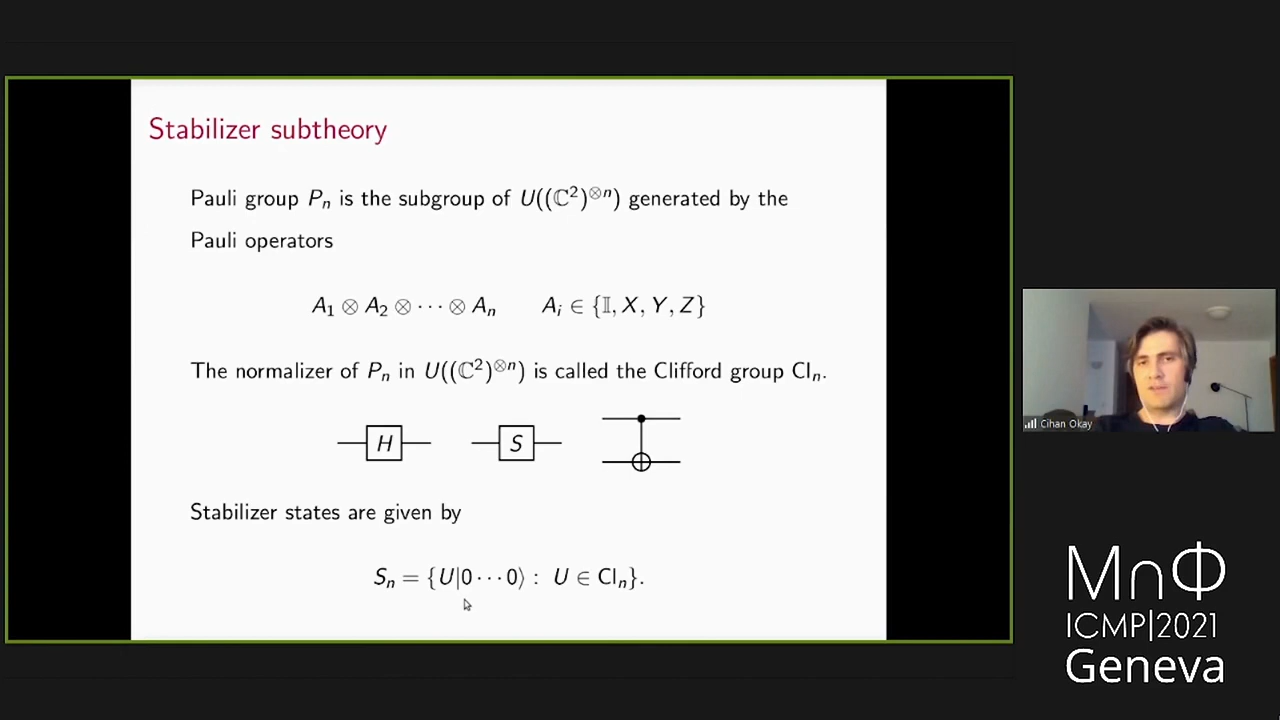 Stabilizer subtheory
Pauli group Pₙ is the subgroup of U((ℂ²)^⊗n) generated by the
Pauli operators
A₁ ⊗ A₂ ⊗ ··· ⊗ Aₙ Aᵢ ∈ {𝕀, X, Y, Z}
The normalizer of Pₙ in U((ℂ²)^⊗n) is called the Clifford group Clₙ.
H S
Stabilizer states are given by
Sₙ = {U|0···0⟩ : U ∈ Clₙ}.
Cihan Okay
M∩Φ
ICMP|2021
Geneva